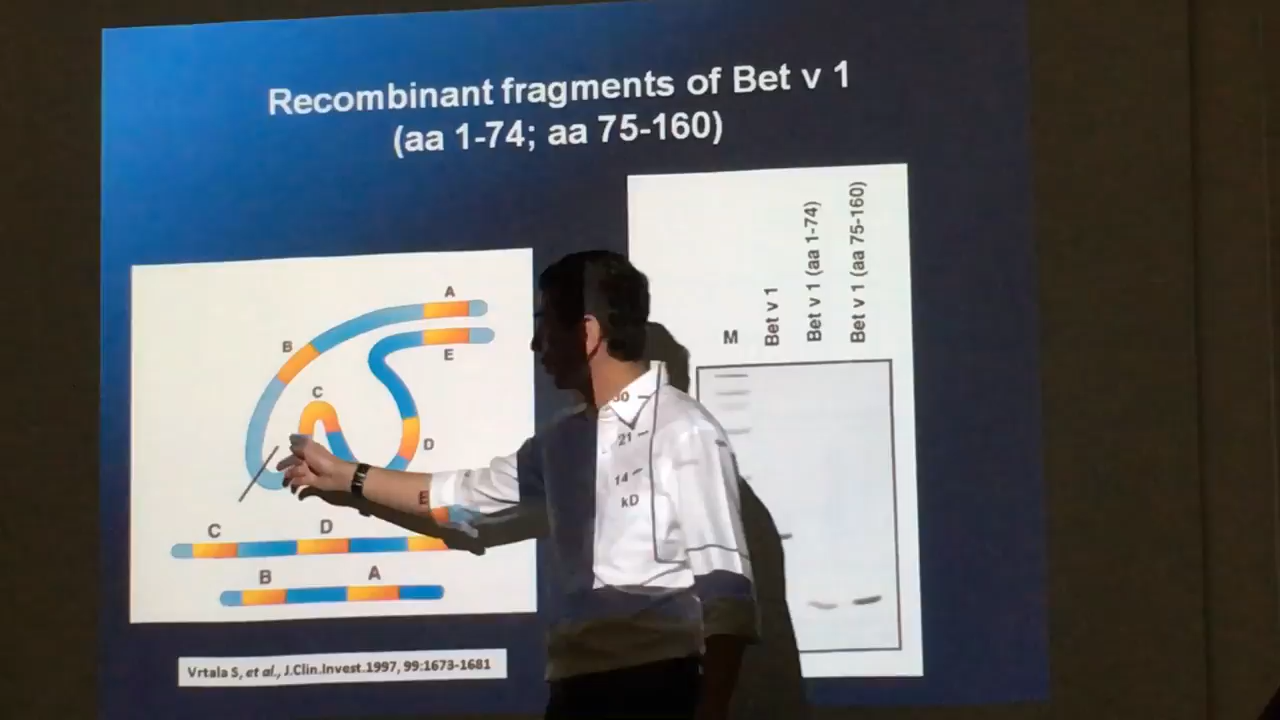 Recombinant fragments of Bet v 1
(aa 1-74; aa 75-160)
A
B
E
C
D
E
C
D
B
A
Vrtala S, et al., J.Clin.Invest.1997, 99:1673-1681
M
Bet v 1
Bet v 1 (aa 1-74)
Bet v 1 (aa 75-160)
21
14
kD